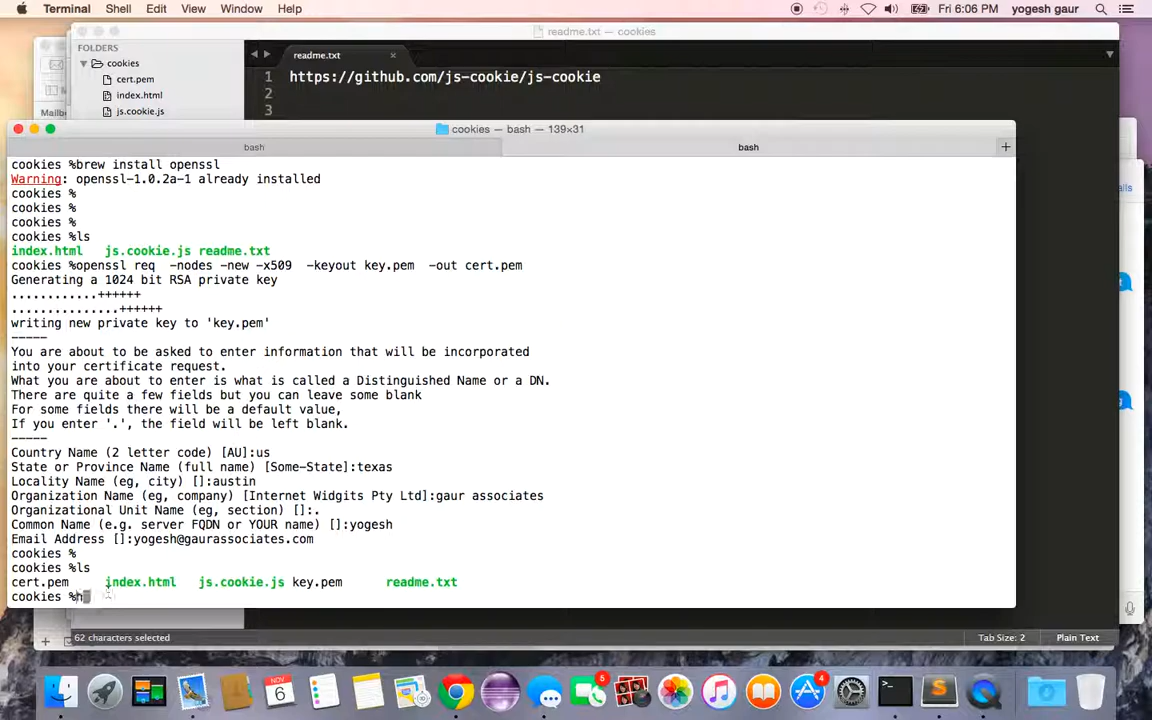 Terminal Shell Edit View Window Help Fri 6:06 PM yogesh gaur
readme.txt — cookies
FOLDERS
cookies
cert.pem
index.html
js.cookie.js
readme.txt
1 https://github.com/js-cookie/js-cookie
2
3
cookies — bash — 139×31
bash bash
cookies %brew install openssl
Warning: openssl-1.0.2a-1 already installed
cookies %
cookies %
cookies %
cookies %ls
index.html js.cookie.js readme.txt
cookies %openssl req -nodes -new -x509 -keyout key.pem -out cert.pem
Generating a 1024 bit RSA private key
............++++++
...............++++++
writing new private key to 'key.pem'
-----
You are about to be asked to enter information that will be incorporated
into your certificate request.
What you are about to enter is what is called a Distinguished Name or a DN.
There are quite a few fields but you can leave some blank
For some fields there will be a default value,
If you enter '.', the field will be left blank.
-----
Country Name (2 letter code) [AU]:us
State or Province Name (full name) [Some-State]:texas
Locality Name (eg, city) []:austin
Organization Name (eg, company) [Internet Widgits Pty Ltd]:gaur associates
Organizational Unit Name (eg, section) []:.
Common Name (e.g. server FQDN or YOUR name) []:yogesh
Email Address []:yogesh@gaurassociates.com
cookies %
cookies %ls
cert.pem index.html js.cookie.js key.pem readme.txt
cookies %h
62 characters selected Tab Size: 2 Plain Text
NOV
6
5
4